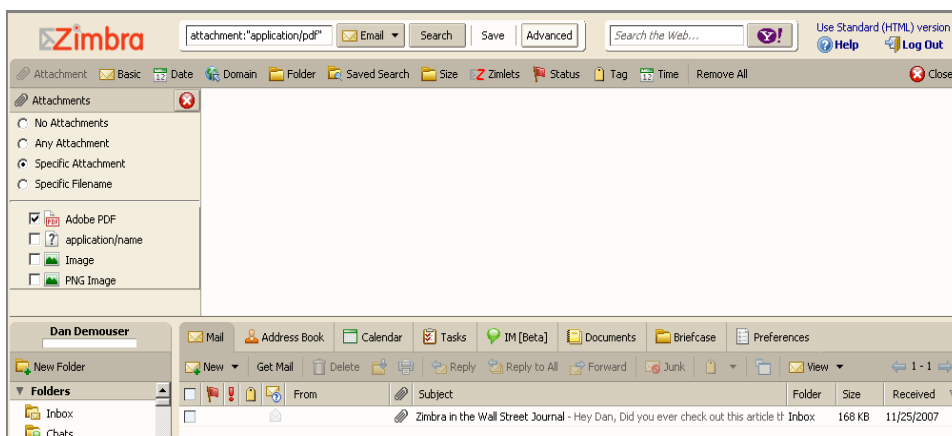 Zimbra
attachment:"application/pdf" Email Search Save Advanced Search the Web... Y!
Use Standard (HTML) version
Help Log Out
Attachment Basic 12 Date Domain Folder Saved Search Size Zimlets Status Tag 12 Time Remove All Close
Attachments
No Attachments
Any Attachment
Specific Attachment
Specific Filename
PDF Adobe PDF
? application/name
Image
PNG Image
Dan Demouser
Mail Address Book Calendar Tasks IM [Beta] Documents Briefcase Preferences
New Folder
New Get Mail Delete Reply Reply to All Forward Junk View 1 - 1
Folders
From Subject Folder Size Received
Inbox
Zimbra in the Wall Street Journal - Hey Dan, Did you ever check out this article th Inbox 168 KB 11/25/2007
Chats